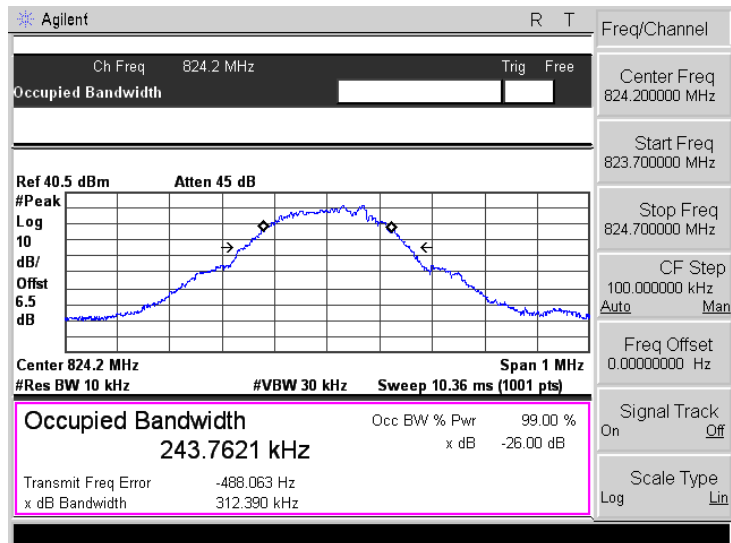 Agilent R T
Ch Freq 824.2 MHz Trig Free
Occupied Bandwidth
Ref 40.5 dBm Atten 45 dB
#Peak
Log
10
dB/
Offst
6.5
dB
Center 824.2 MHz Span 1 MHz
#Res BW 10 kHz #VBW 30 kHz Sweep 10.36 ms (1001 pts)
Occupied Bandwidth Occ BW % Pwr 99.00 %
243.7621 kHz x dB -26.00 dB
Transmit Freq Error -488.063 Hz
x dB Bandwidth 312.390 kHz
Freq/Channel
Center Freq
824.200000 MHz
Start Freq
823.700000 MHz
Stop Freq
824.700000 MHz
CF Step
100.000000 kHz
Auto Man
Freq Offset
0.00000000 Hz
Signal Track
On Off
Scale Type
Log Lin